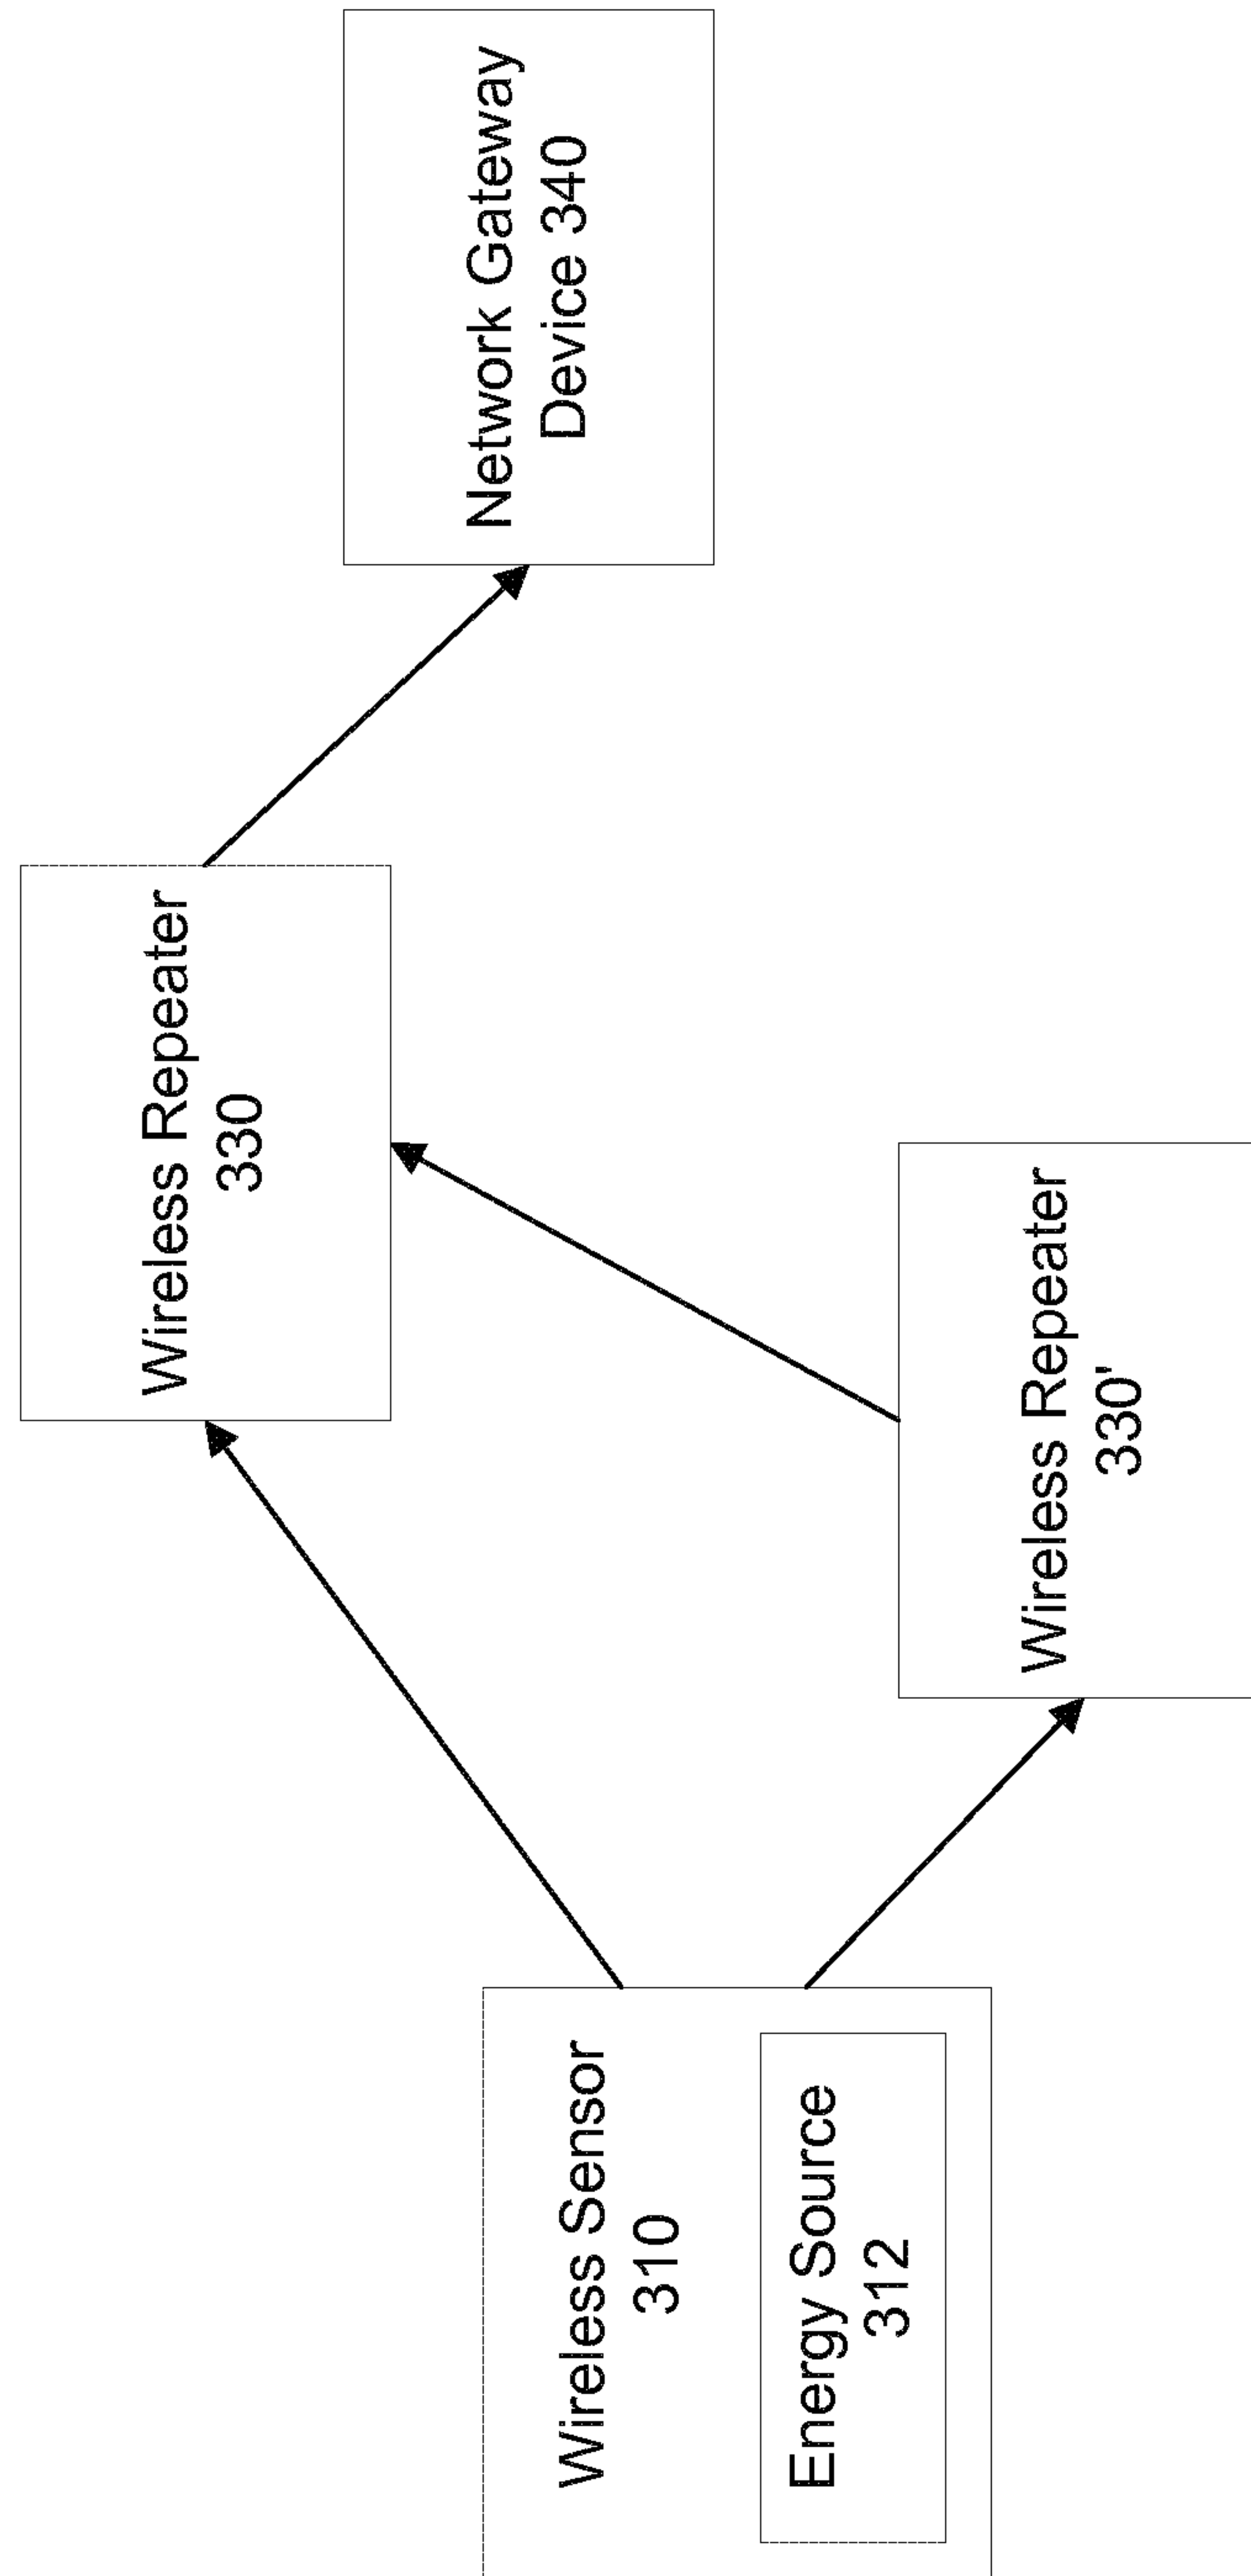 Wireless Sensor
310
Energy Source
312
Wireless Repeater
330
Wireless Repeater
330'
Network Gateway
Device 340